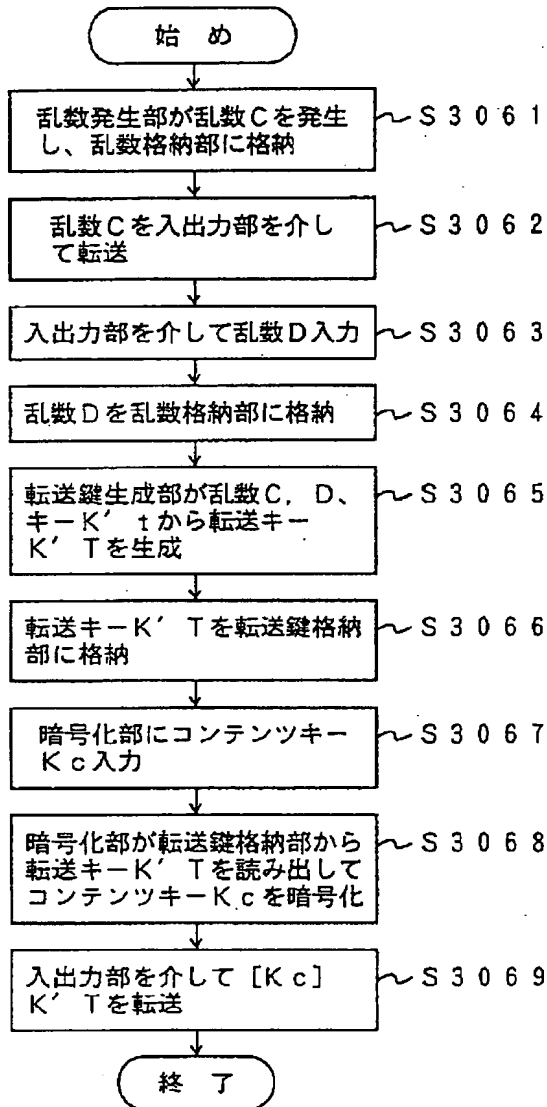 始 め
乱数発生部が乱数Cを発生
し、乱数格納部に格納
S3061
乱数Cを入出力部を介し
て転送
S3062
入出力部を介して乱数D入力
S3063
乱数Dを乱数格納部に格納
S3064
転送鍵生成部が乱数C, D、
キーK′tから転送キー
K′Tを生成
S3065
転送キーK′Tを転送鍵格納
部に格納
S3066
暗号化部にコンテンツキー
Kc入力
S3067
暗号化部が転送鍵格納部から
転送キーK′Tを読み出して
コンテンツキーKcを暗号化
S3068
入出力部を介して[Kc]
K′Tを転送
S3069
終 了